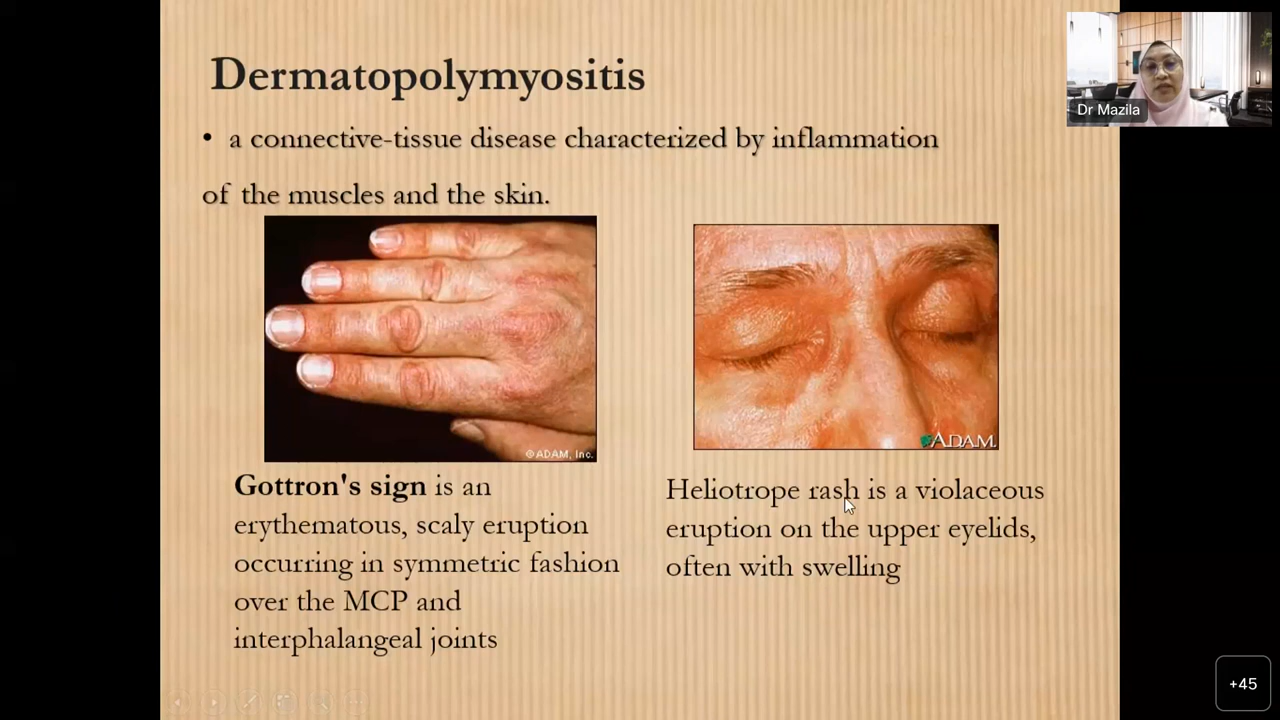 Dermatopolymyositis
Dr Mazila
• a connective-tissue disease characterized by inflammation
of the muscles and the skin.
© ADAM, Inc.
ADAM.
Gottron's sign is an
erythematous, scaly eruption
occurring in symmetric fashion
over the MCP and
interphalangeal joints
Heliotrope rash is a violaceous
eruption on the upper eyelids,
often with swelling
+45